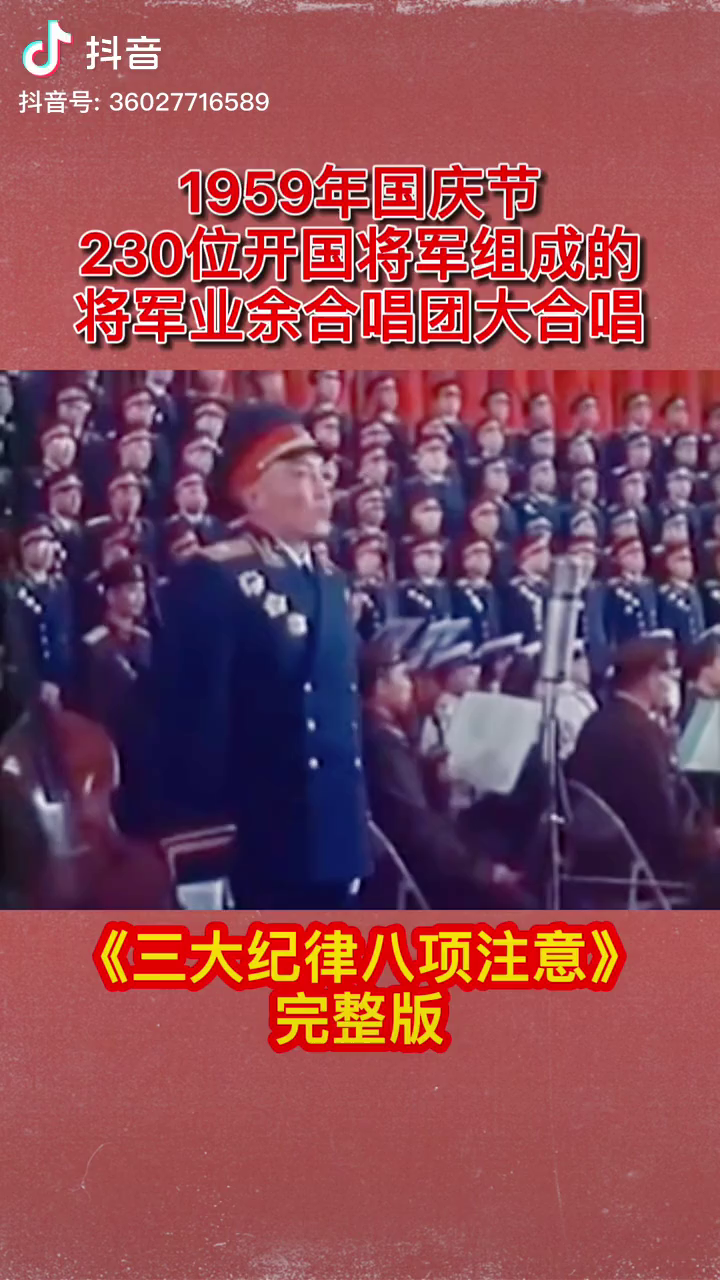 抖音
抖音号: 36027716589
1959年国庆节
230位开国将军组成的
将军业余合唱团大合唱
《三大纪律八项注意》
完整版